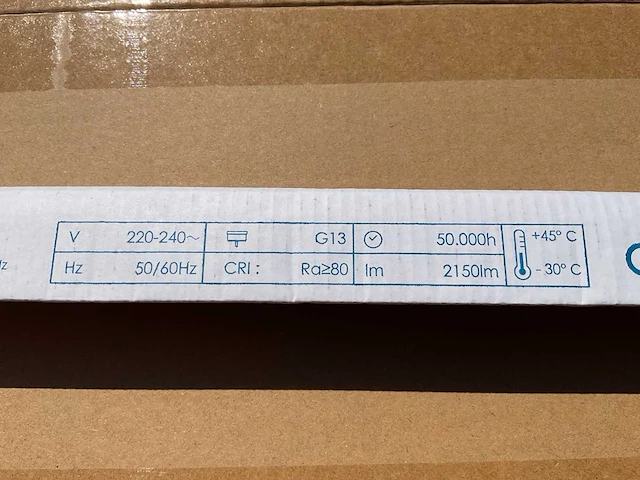 V 220-240~ G13 50.000h +45° C
Hz 50/60Hz CRI : Ra≥80 lm 2150lm -30° C